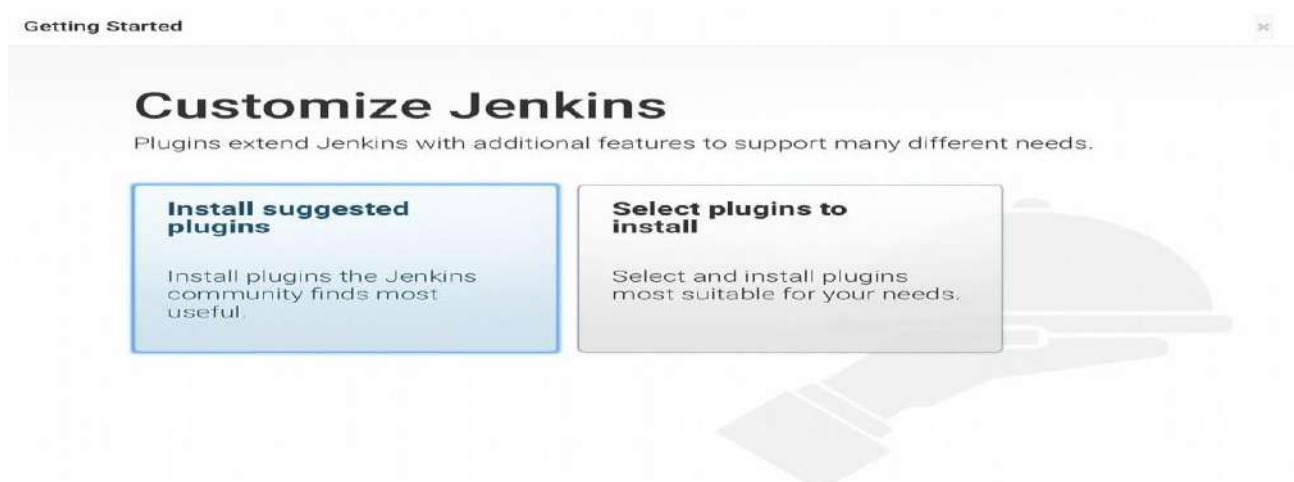 Getting Started
×
Customize Jenkins
Plugins extend Jenkins with additional features to support many different needs.
Install suggested
plugins
Install plugins the Jenkins
community finds most
useful.
Select plugins to
install
Select and install plugins
most suitable for your needs.